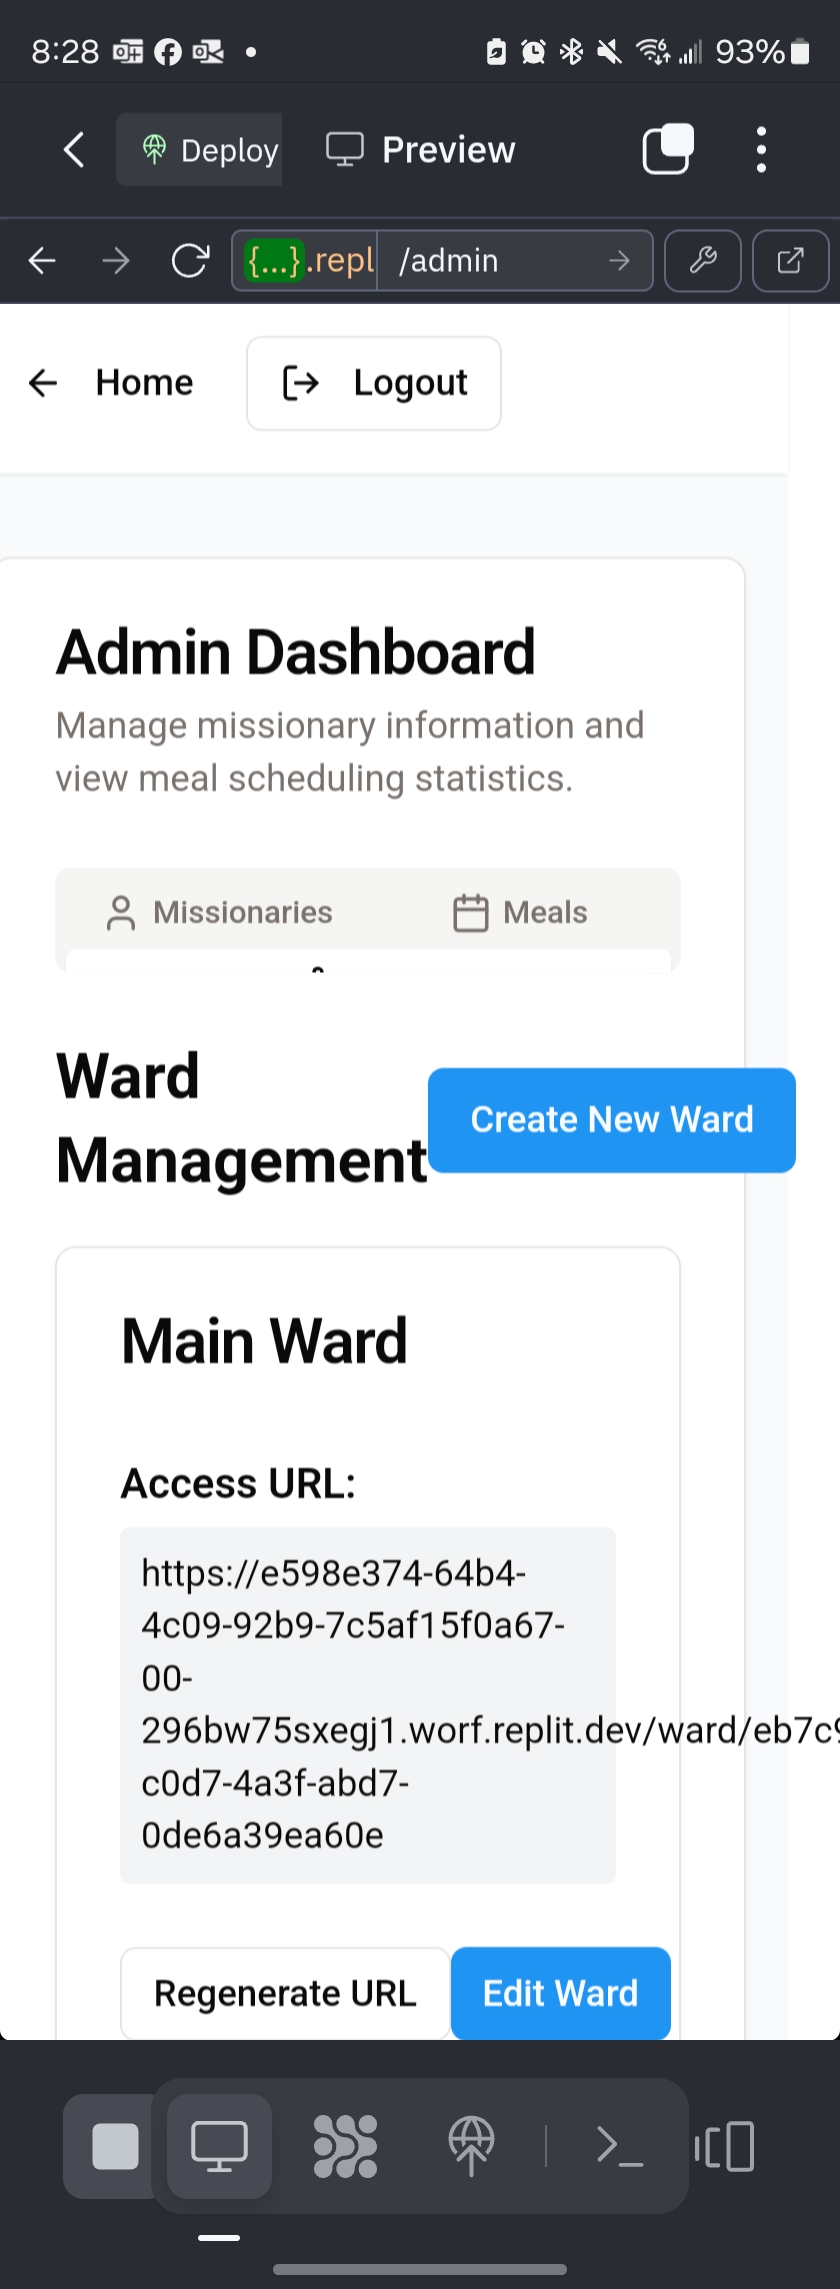 8:28
93%
Deploy
Preview
{...}.repl
/admin
Home
Logout
Admin Dashboard
Manage missionary information and
view meal scheduling statistics.
Missionaries
Meals
Ward
Management
Create New Ward
Main Ward
Access URL:
https://e598e374-64b4-
4c09-92b9-7c5af15f0a67-
00-
296bw75sxegj1.worf.replit.dev/ward/eb7c9
c0d7-4a3f-abd7-
0de6a39ea60e
Regenerate URL
Edit Ward